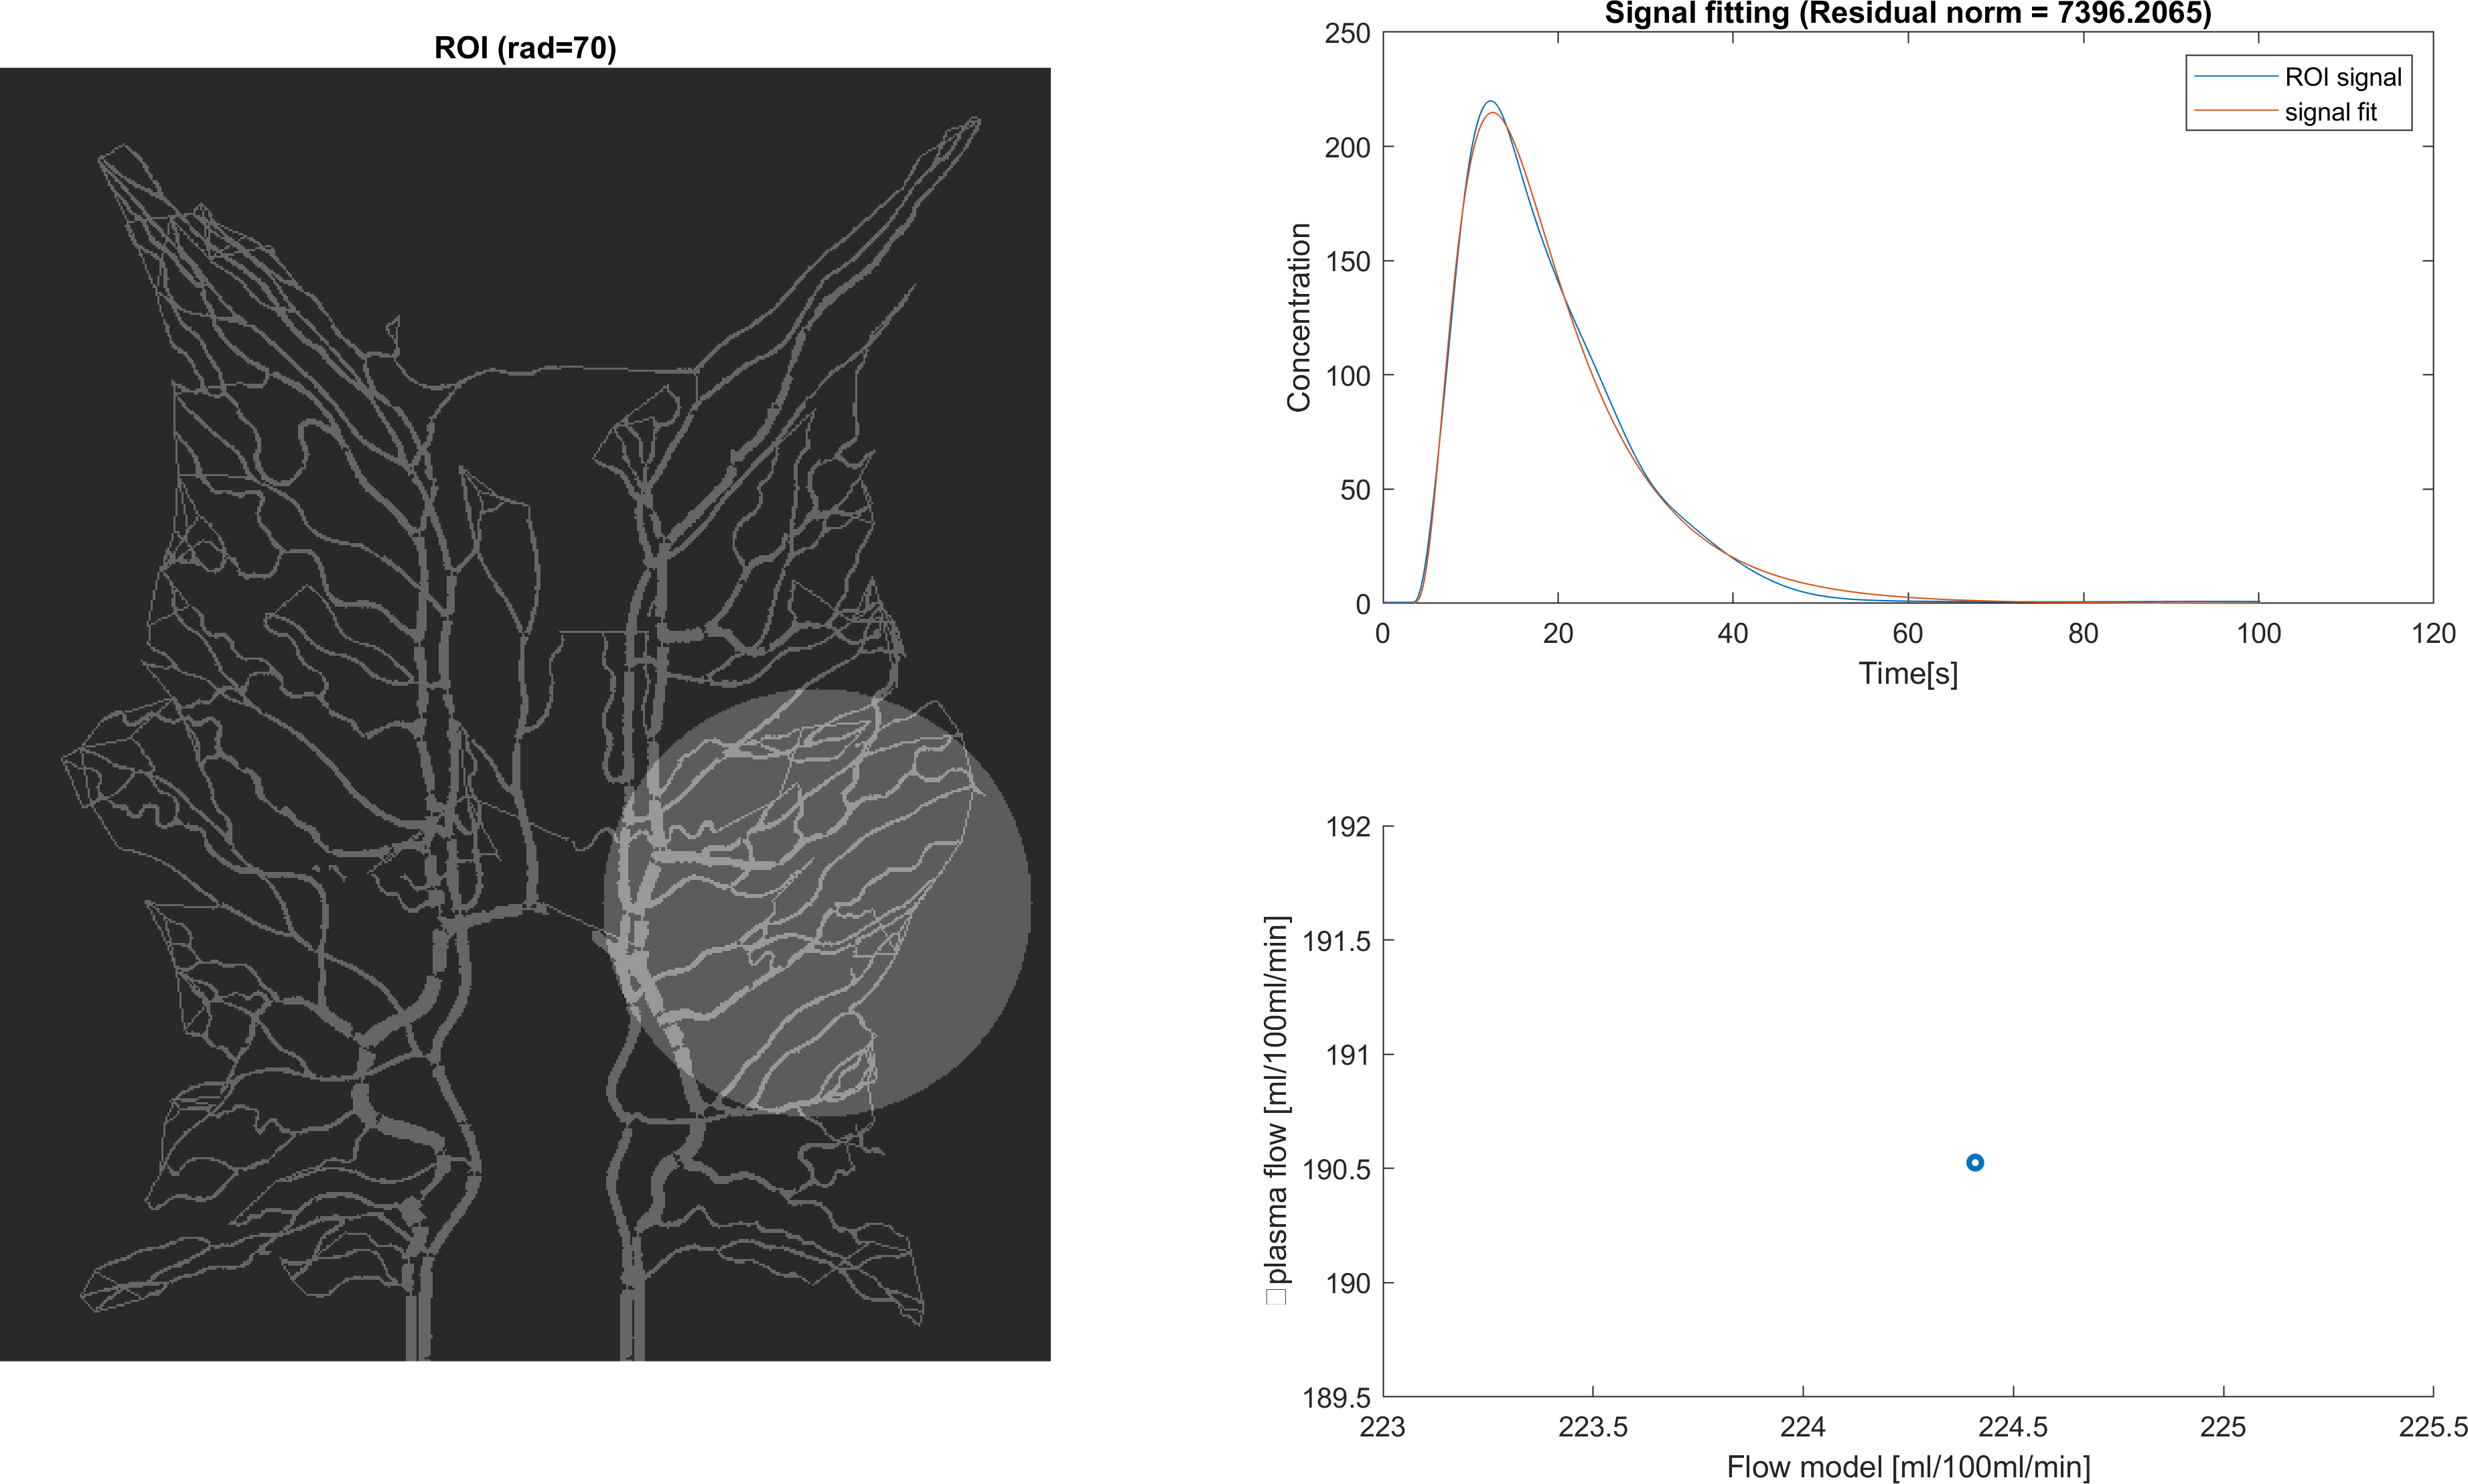 ROI (rad=70)
Signal fitting (Residual norm = 7396.2065)
250
200
150
100
50
0
Concentration
ROI signal
signal fit
0 20 40 60 80 100 120
Time[s]
192
191.5
191
190.5
190
189.5
□plasma flow [ml/100ml/min]
223 223.5 224 224.5 225 225.5
Flow model [ml/100ml/min]